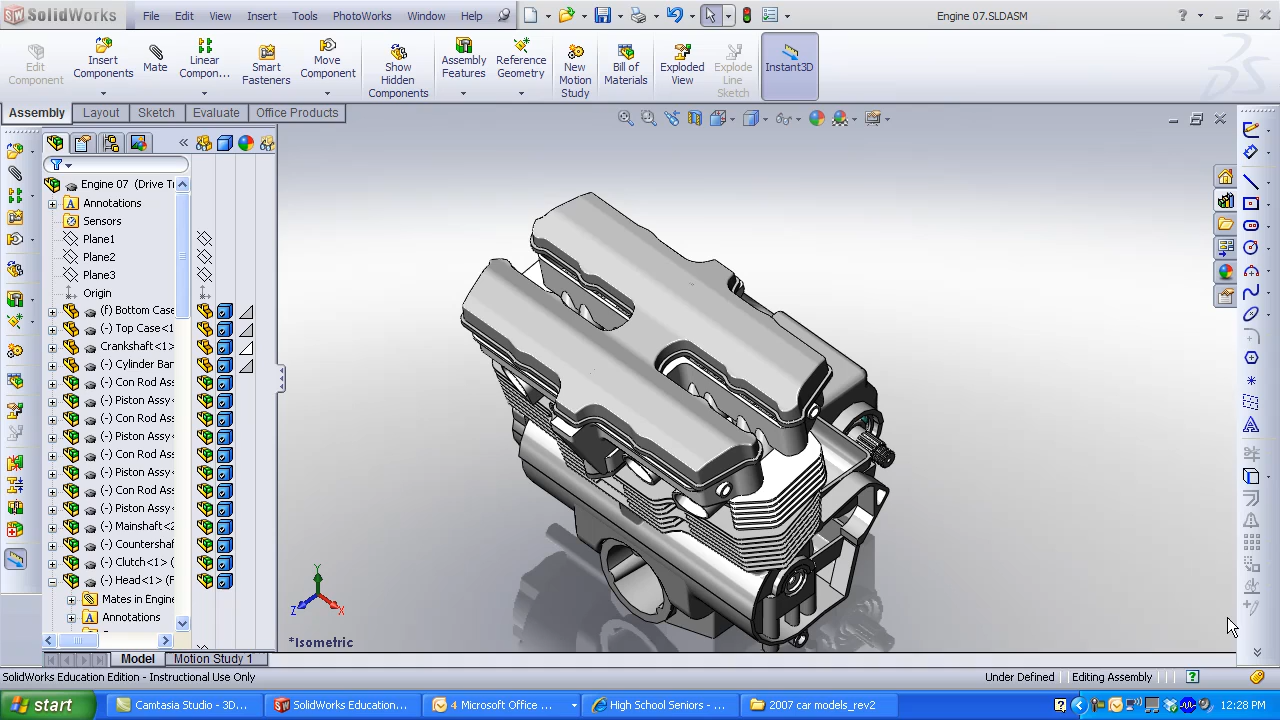 SolidWorks File Edit View Insert Tools PhotoWorks Window Help Engine 07.SLDASM
Edit Component
Insert Components
Mate
Linear Compon...
Smart Fasteners
Move Component
Show Hidden Components
Assembly Features
Reference Geometry
New Motion Study
Bill of Materials
Exploded View
Explode Line Sketch
Instant3D
Assembly Layout Sketch Evaluate Office Products
Engine 07 (Drive Tr
Annotations
Sensors
Plane1
Plane2
Plane3
Origin
(f) Bottom Case
(-) Top Case<1
Crankshaft<1>
(-) Cylinder Bar
(-) Con Rod Ass
(-) Piston Assy<
(-) Con Rod Ass
(-) Piston Assy<
(-) Con Rod Ass
(-) Piston Assy<
(-) Con Rod Ass
(-) Piston Assy<
(-) Mainshaft<2
(-) Countershaf
(-) Clutch<1> (
(-) Head<1> (F
Mates in Engine
Annotations
Y
Z X
*Isometric
Model Motion Study 1
SolidWorks Education Edition - Instructional Use Only Under Defined Editing Assembly
start Camtasia Studio - 3D... SolidWorks Education... 4 Microsoft Office ... High School Seniors - ... 2007 car models_rev2 12:28 PM